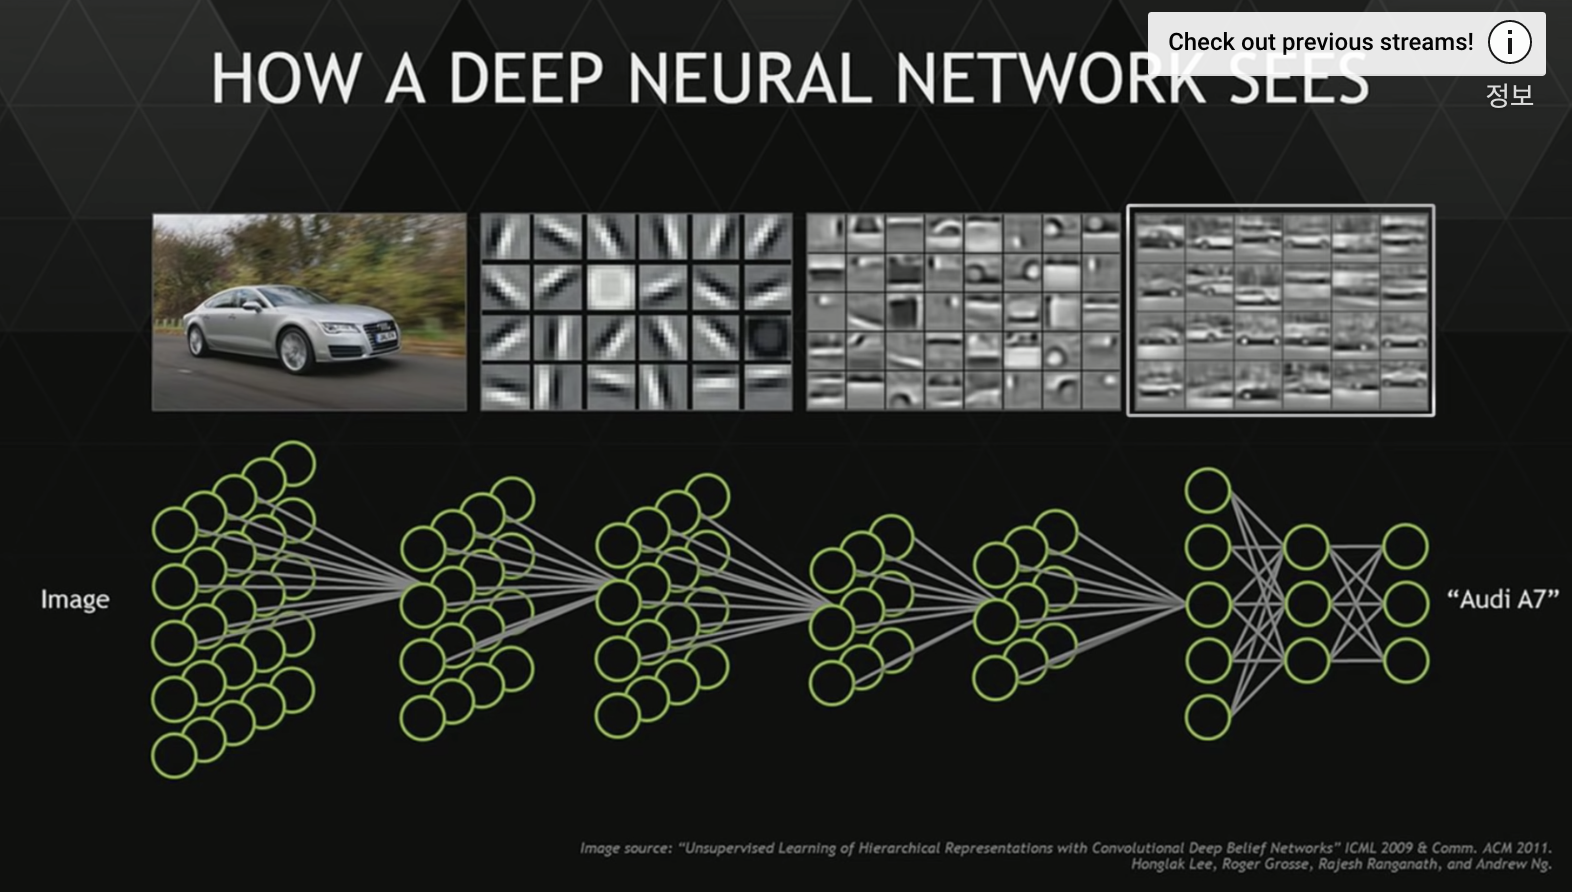 Check out previous streams!
HOW A DEEP NEURAL NETWORK SEES
정보
Image
“Audi A7”
Image source: “Unsupervised Learning of Hierarchical Representations with Convolutional Deep Belief Networks” ICML 2009 & Comm. ACM 2011.
Honglak Lee, Roger Grosse, Rajesh Ranganath, and Andrew Ng.